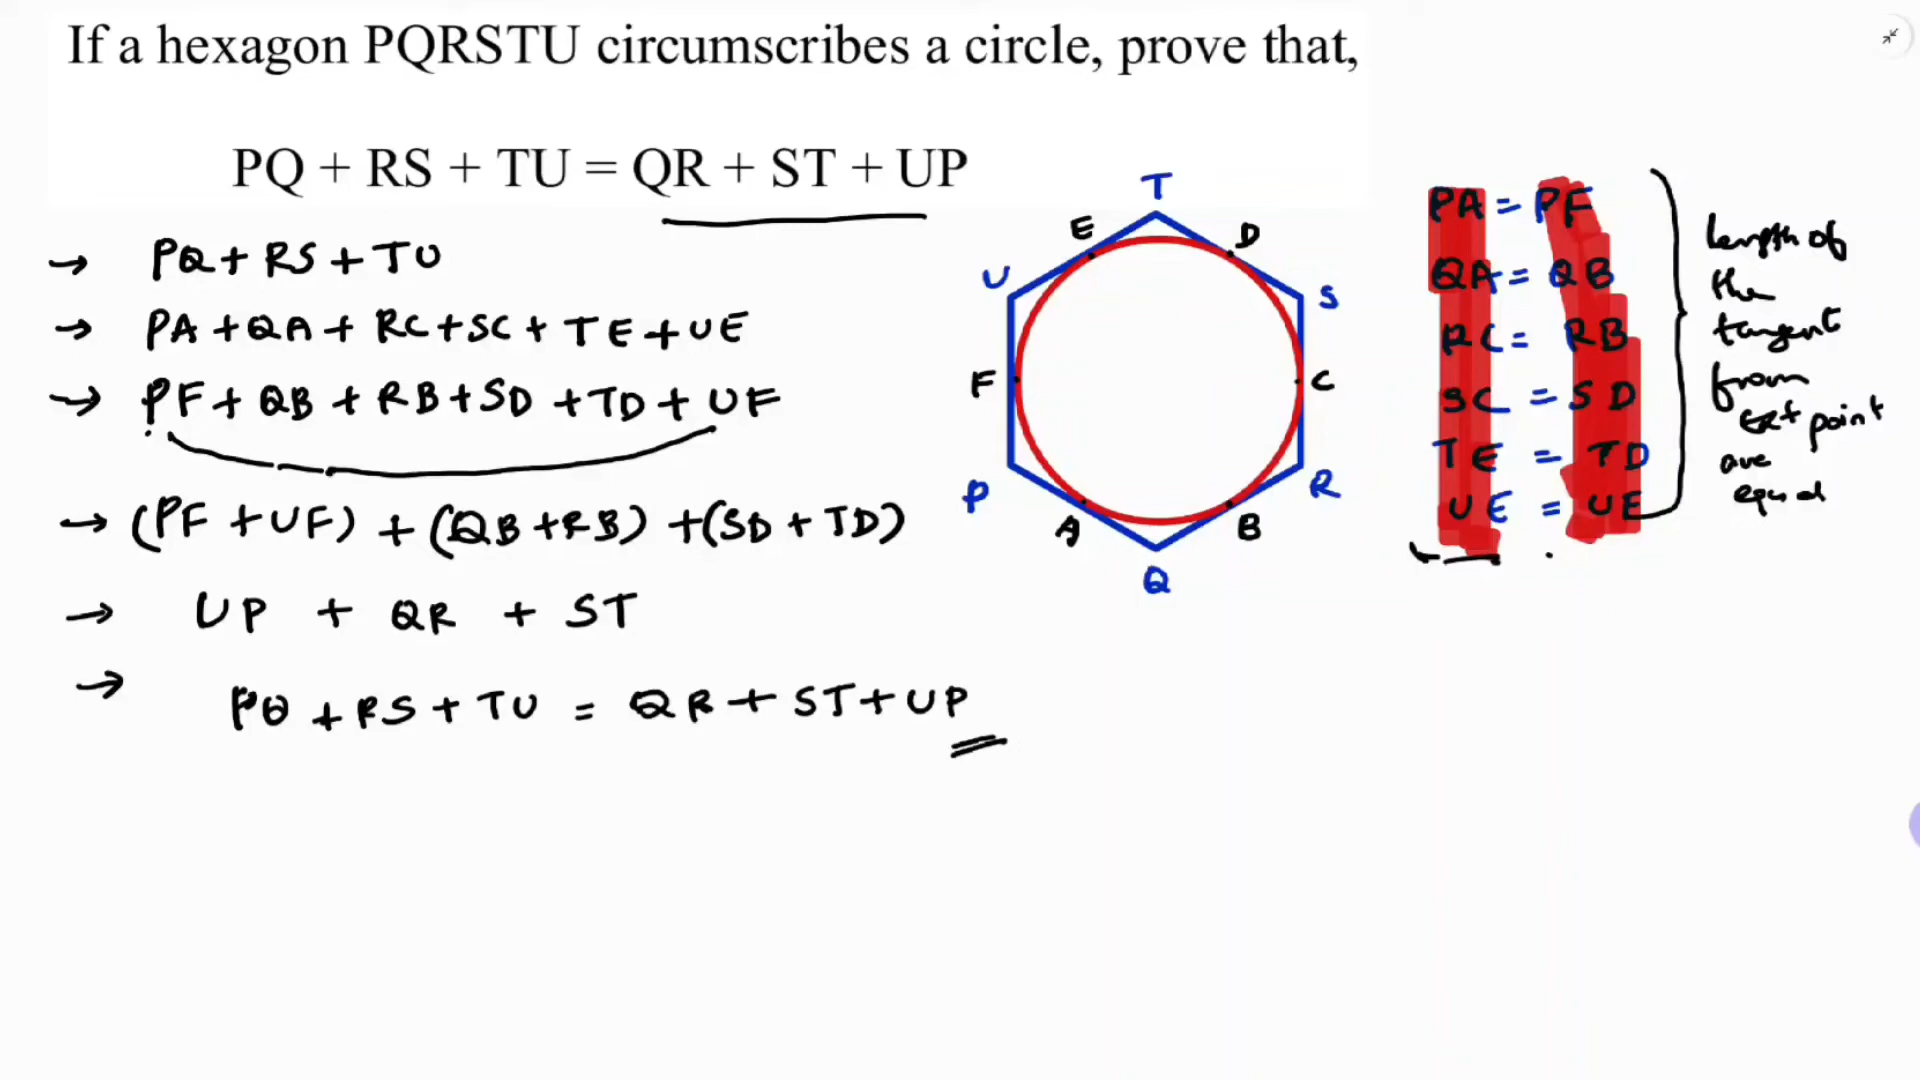 If a hexagon PQRSTU circumscribes a circle, prove that,
PQ + RS + TU = QR + ST + UP
→ PQ + RS + TU
→ PA + QA + RC + SC + TE + UE
→ PF + QB + RB + SD + TD + UF
→ (PF + UF) + (QB + RB) + (SD + TD)
→ UP + QR + ST
→ PQ + RS + TU = QR + ST + UP
T
E
D
U
S
F
C
P
R
A
B
Q
PA = PF
QA = QB
RC = RB
SC = SD
TE = TD
UE = UE
length of
the
tangent
from
ext point
are
equal